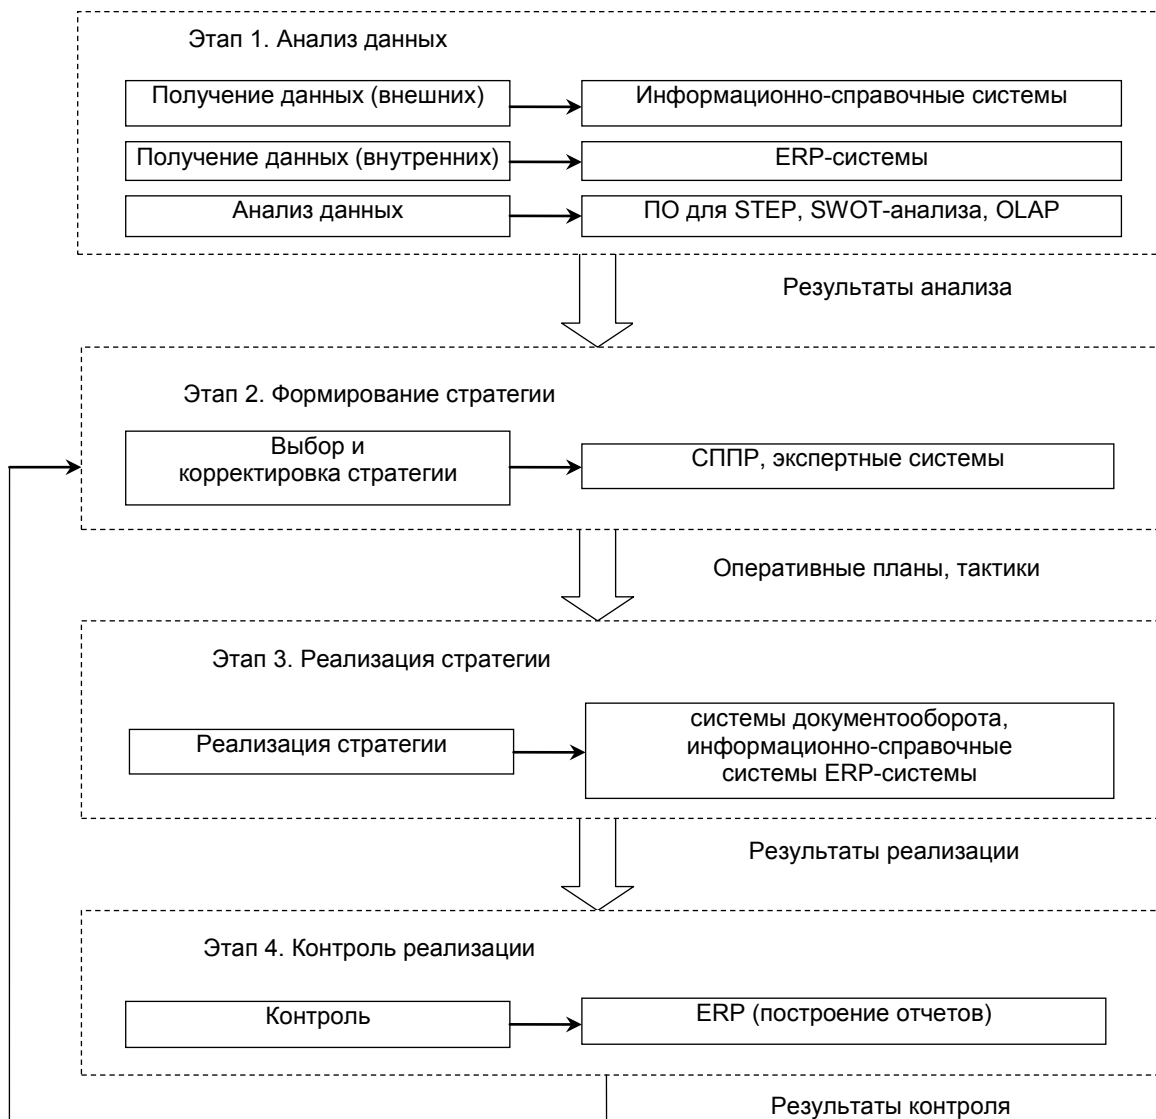 Этап 1. Анализ данных
Получение данных (внешних)
Информационно-справочные системы
Получение данных (внутренних)
ERP-системы
Анализ данных
ПО для STEP, SWOT-анализа, OLAP
Результаты анализа
Этап 2. Формирование стратегии
Выбор и
корректировка стратегии
СППР, экспертные системы
Оперативные планы, тактики
Этап 3. Реализация стратегии
Реализация стратегии
системы документооборота,
информационно-справочные
системы ERP-системы
Результаты реализации
Этап 4. Контроль реализации
Контроль
ERP (построение отчетов)
Результаты контроля